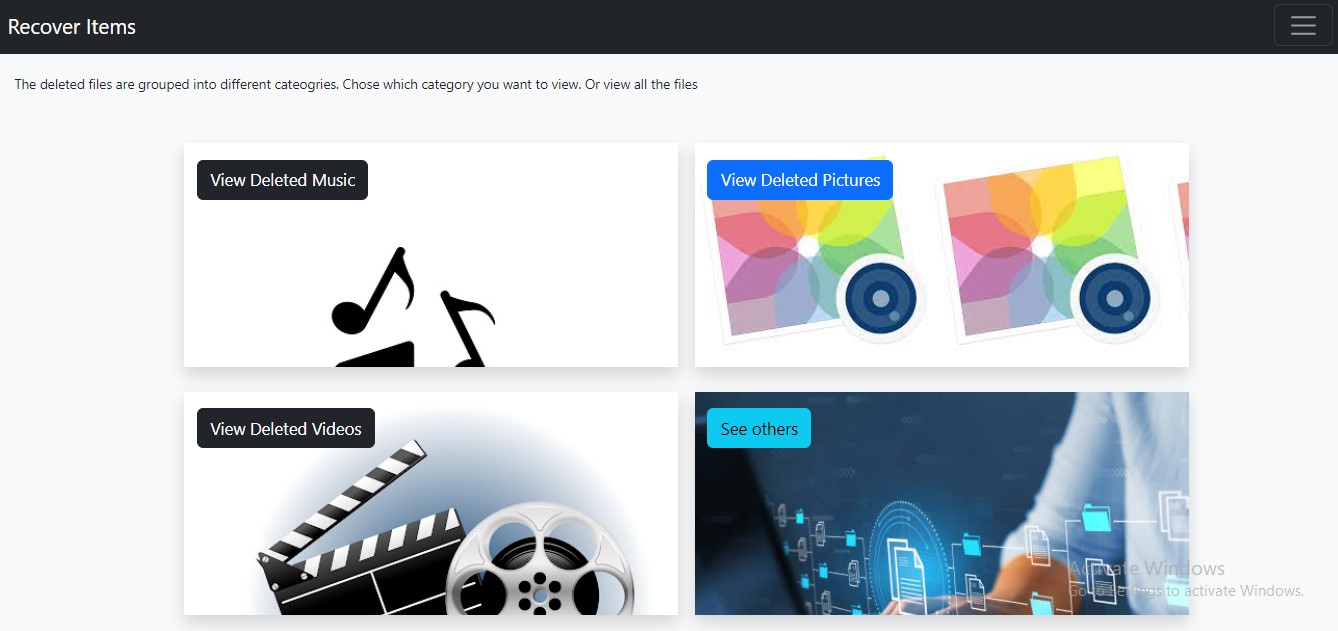 Recover Items
The deleted files are grouped into different cateogries. Chose which category you want to view. Or view all the files
View Deleted Music
View Deleted Pictures
View Deleted Videos
See others
Activate Windows
Go to Settings to activate Windows.